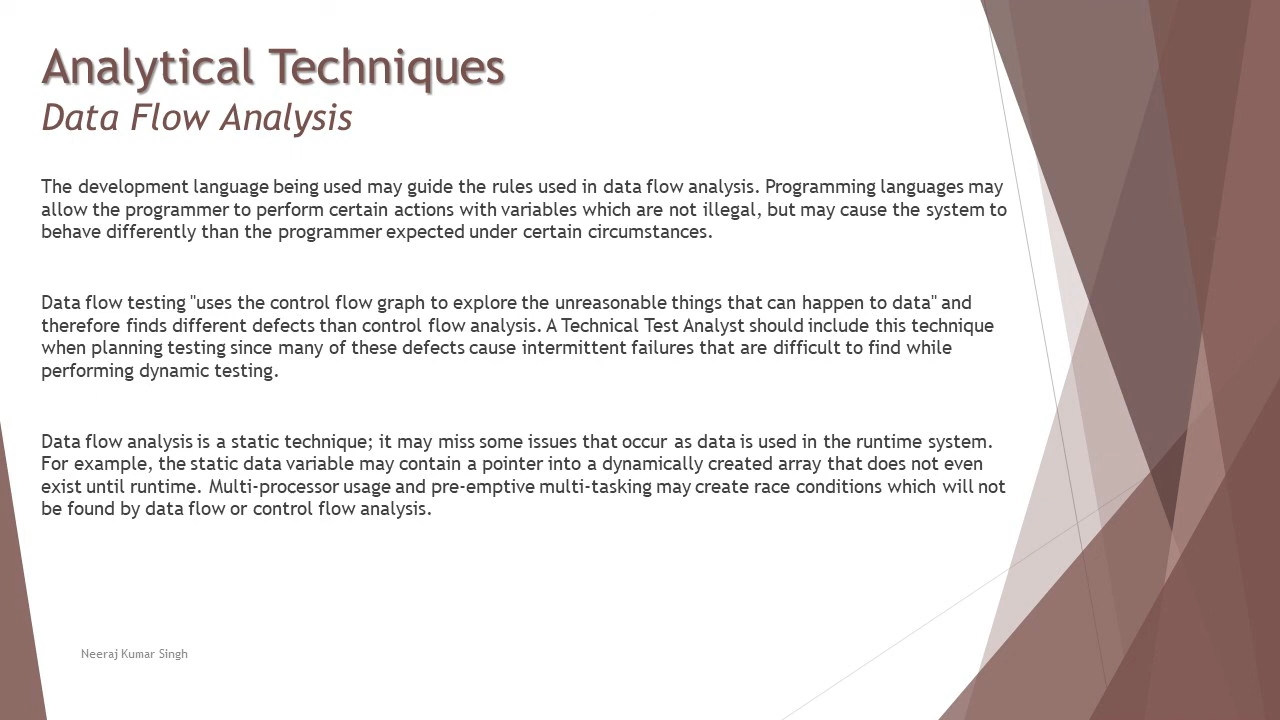 Analytical Techniques
Data Flow Analysis
The development language being used may guide the rules used in data flow analysis. Programming languages may
allow the programmer to perform certain actions with variables which are not illegal, but may cause the system to
behave differently than the programmer expected under certain circumstances.
Data flow testing "uses the control flow graph to explore the unreasonable things that can happen to data" and
therefore finds different defects than control flow analysis. A Technical Test Analyst should include this technique
when planning testing since many of these defects cause intermittent failures that are difficult to find while
performing dynamic testing.
Data flow analysis is a static technique; it may miss some issues that occur as data is used in the runtime system.
For example, the static data variable may contain a pointer into a dynamically created array that does not even
exist until runtime. Multi-processor usage and pre-emptive multi-tasking may create race conditions which will not
be found by data flow or control flow analysis.
Neeraj Kumar Singh